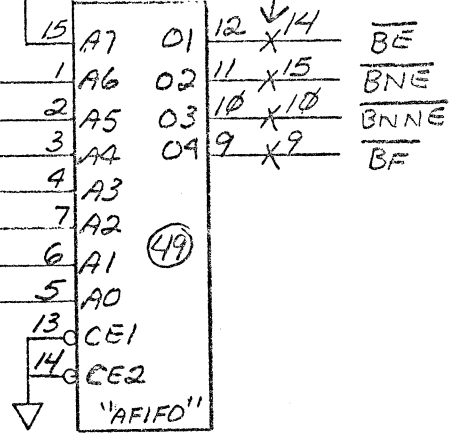 15 A7 O1 12 X 14 BE
1 A6 O2 11 X 15 BNE
2 A5 O3 10 X 10 BNNE
3 A4 O4 9 X 9 BF
4 A3
7 A2
49
6 A1
5 A0
13 CE1
14 CE2
"AFIFO"